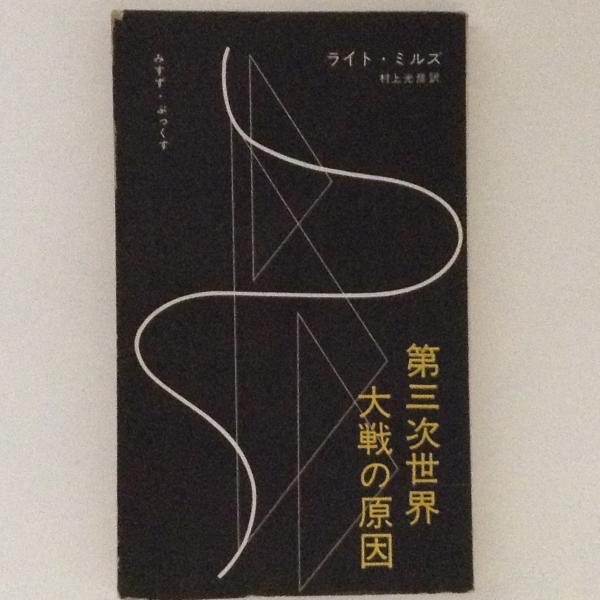 ライト・ミルズ
村上光彦訳
みすず・ぶっくす
第三次世界
大戦の原因